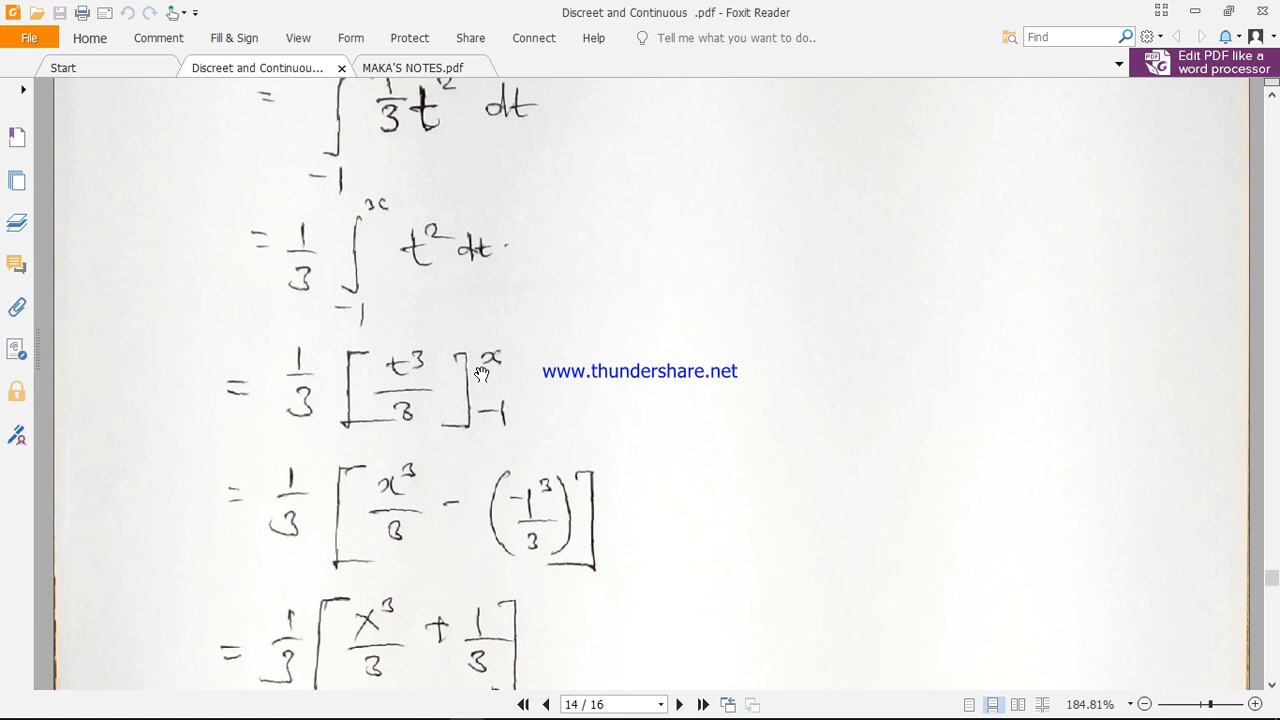 Discreet and Continuous .pdf - Foxit Reader
File Home Comment Fill & Sign View Form Protect Share Connect Help Tell me what you want to do.. Find
Start Discreet and Continuou... MAKA'S NOTES.pdf Edit PDF like a word processor
= ∫₋₁ 1/3 t² dt
= 1/3 ∫₋₁ˣ t² dt.
= 1/3 [t³/3]₋₁ˣ
www.thundershare.net
= 1/3 [x³/3 - (-1³/3)]
= 1/3 [x³/3 + 1/3]
14 / 16 184.81%